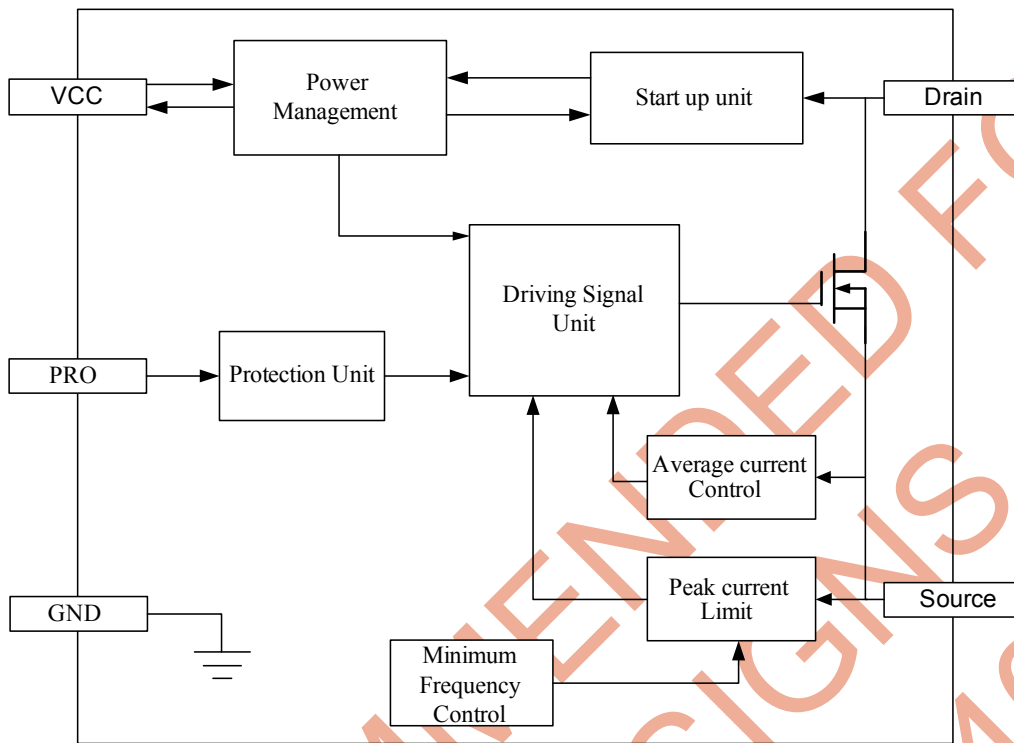 VCC
Power
Management
Start up unit
Drain
Driving Signal
Unit
PRO
Protection Unit
Average current
Control
GND
Peak current
Limit
Source
Minimum
Frequency
Control